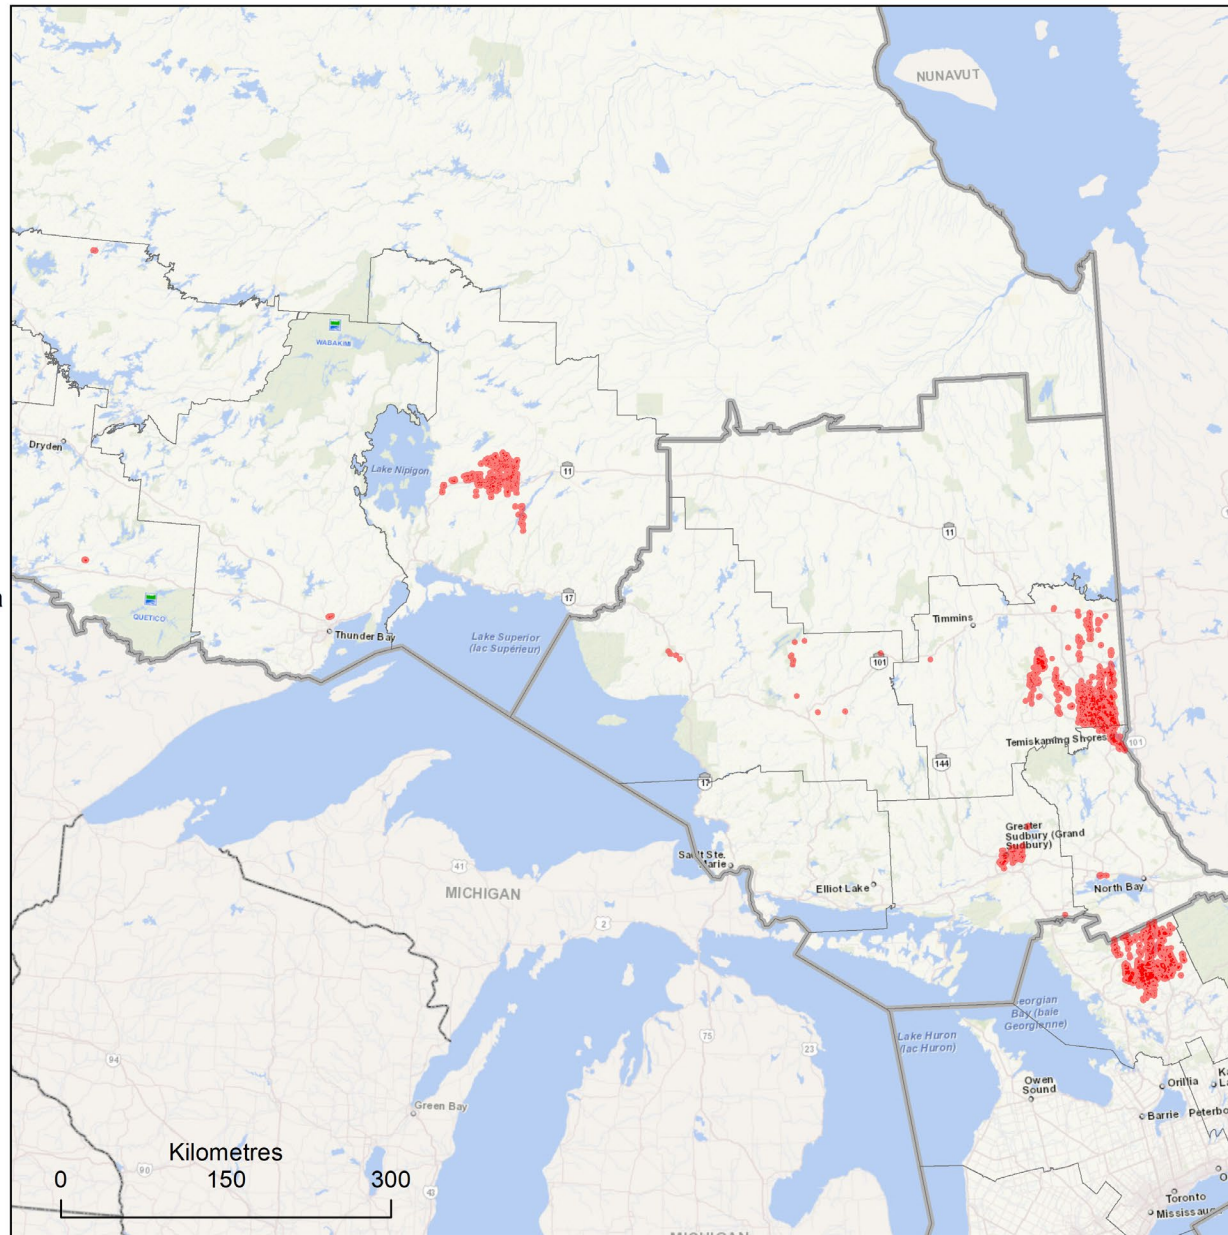 NUNAVUT
WABAKIMI
Dryden
Lake Nipigon
11
11
QUETICO
Thunder Bay
17
Lake Superior
(lac Supérieur)
Timmins
101
Temiskaming Shores
101
144
17
Greater
Sudbury (Grand
Sudbury)
Sault Ste.
Marie
41
MICHIGAN
Elliot Lake
North Bay
2
Georgian
Bay (baie
Georgienne)
Lake Huron
(lac Huron)
75
23
94
Owen
Sound
Orillia
Barrie
Green Bay
Kilometres
0 150 300
90
43
Toronto
MICHIGAN